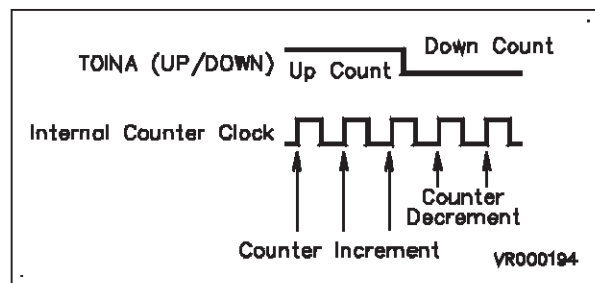 TOINA (UP/DOWN)
Down Count
Up Count
Internal Counter Clock
Counter
Decrement
Counter Increment
VR000194